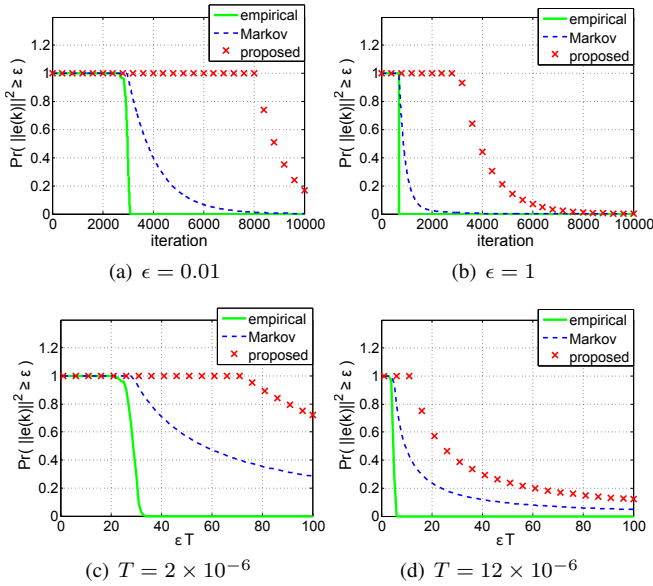 empirical
Markov
proposed
Pr( ||e(k)||² ≥ ε )
1.2
1
0.8
0.6
0.4
0.2
0
0 2000 4000 6000 8000 10000
iteration
(a) ϵ = 0.01
empirical
Markov
proposed
Pr( ||e(k)||² ≥ ε )
1.2
1
0.8
0.6
0.4
0.2
0
0 2000 4000 6000 8000 10000
iteration
(b) ϵ = 1
empirical
Markov
proposed
Pr( ||e(k)||² ≥ ε )
1.2
1
0.8
0.6
0.4
0.2
0
0 20 40 60 80 100
ε T
(c) T = 2 × 10⁻⁶
empirical
Markov
proposed
Pr( ||e(k)||² ≥ ε )
1.2
1
0.8
0.6
0.4
0.2
0
0 20 40 60 80 100
ε T
(d) T = 12 × 10⁻⁶